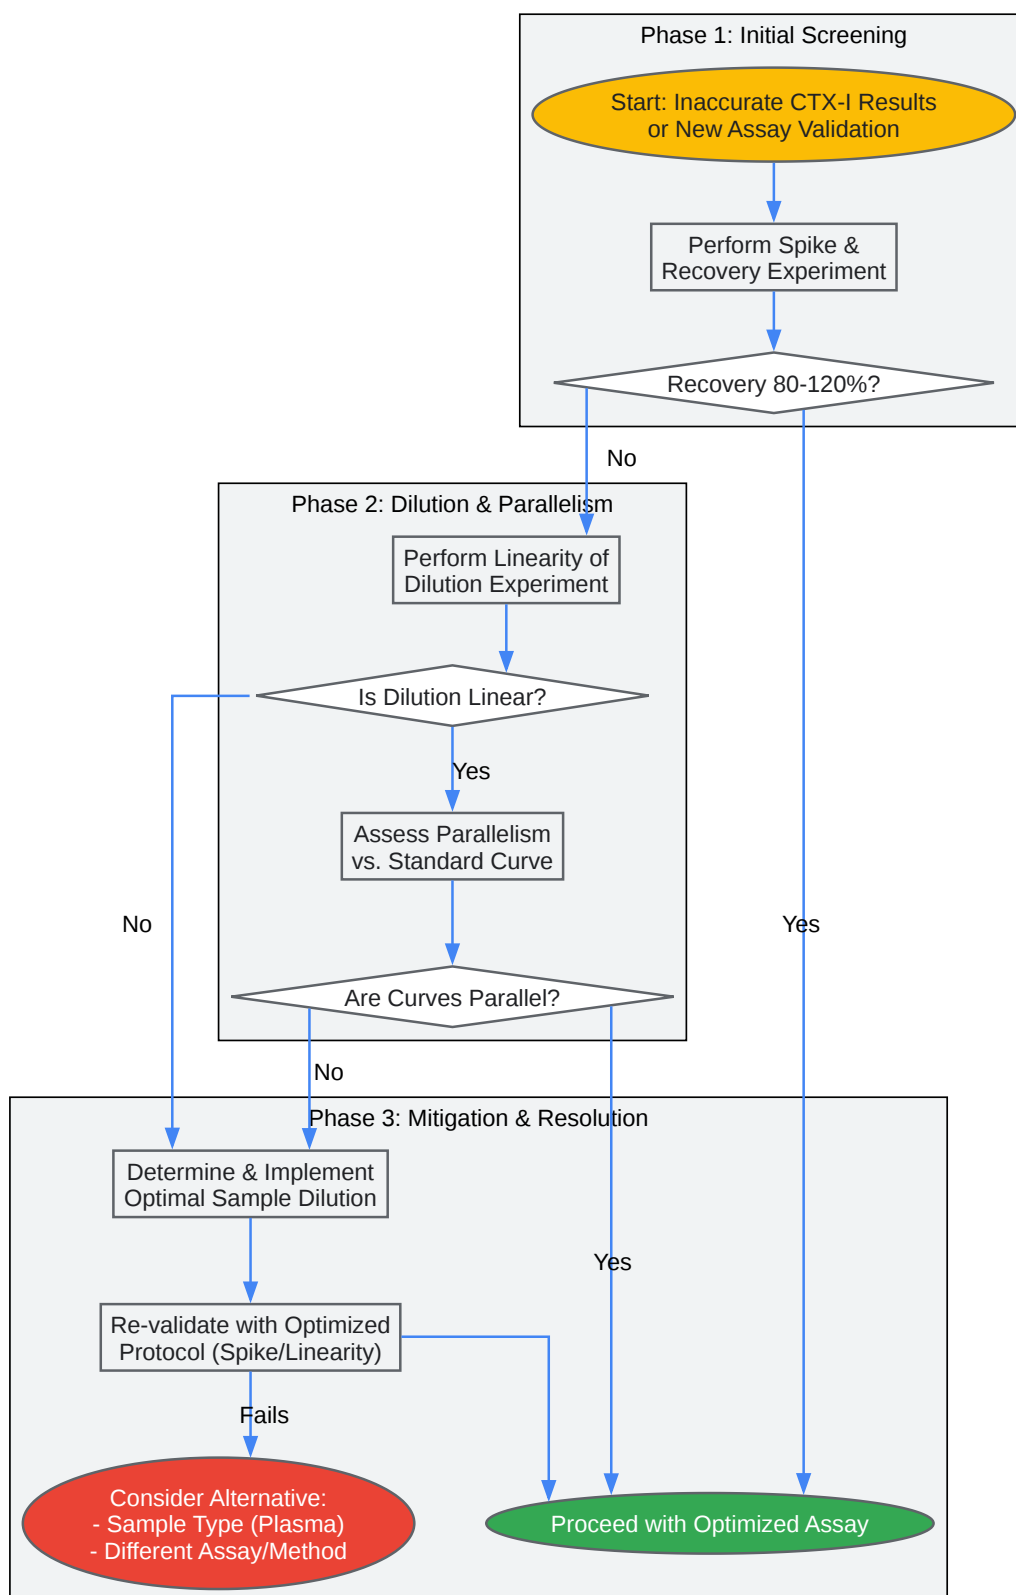 Phase 1: Initial Screening
Start: Inaccurate CTX-I Results
or New Assay Validation
Perform Spike &
Recovery Experiment
Recovery 80-120%?
No
Phase 2: Dilution & Parallelism
Perform Linearity of
Dilution Experiment
Is Dilution Linear?
Yes
Assess Parallelism
vs. Standard Curve
No
Yes
Are Curves Parallel?
No
Phase 3: Mitigation & Resolution
Determine & Implement
Optimal Sample Dilution
Yes
Re-validate with Optimized
Protocol (Spike/Linearity)
Fails
Consider Alternative:
- Sample Type (Plasma)
- Different Assay/Method
Proceed with Optimized Assay